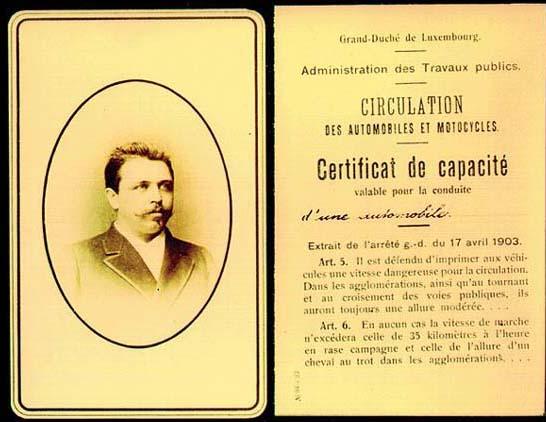 Grand-Duché de Luxembourg.
Administration des Travaux publics.
CIRCULATION
DES AUTOMOBILES ET MOTOCYCLES.
Certificat de capacité
valable pour la conduite
d'une automobile.
Extrait de l'arrêté g.-d. du 17 avril 1903.
Art. 5. Il est défendu d'imprimer aux véhi-
cules une vitesse dangereuse pour la circulation.
Dans les agglomérations, ainsi qu'au tournant
et au croisement des voies publiques, ils
auront toujours une allure modérée. . . .
Art. 6. En aucun cas la vitesse de marche
n'excédera celle de 35 kilomètres à l'heure
en rase campagne et celle de l'allure d'un
cheval au trot dans les agglomérations. . . .